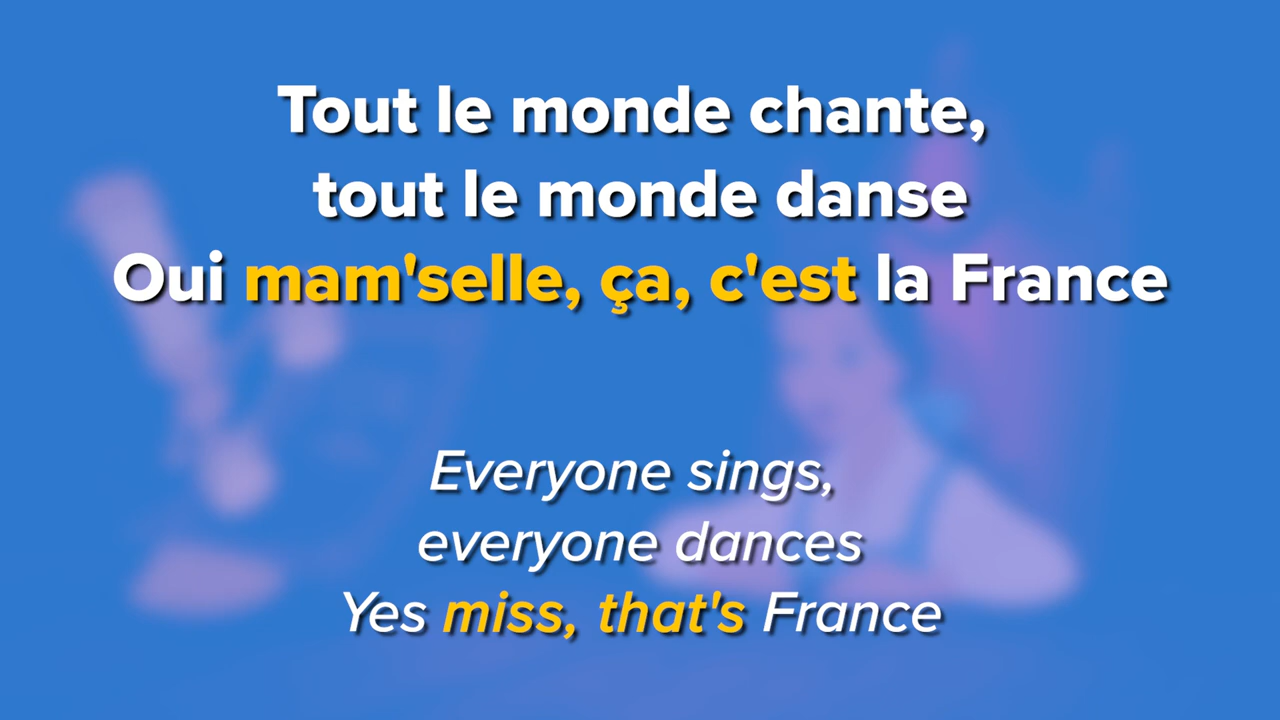 Tout le monde chante,
tout le monde danse
Oui mam'selle, ça, c'est la France
Everyone sings,
everyone dances
Yes miss, that's France